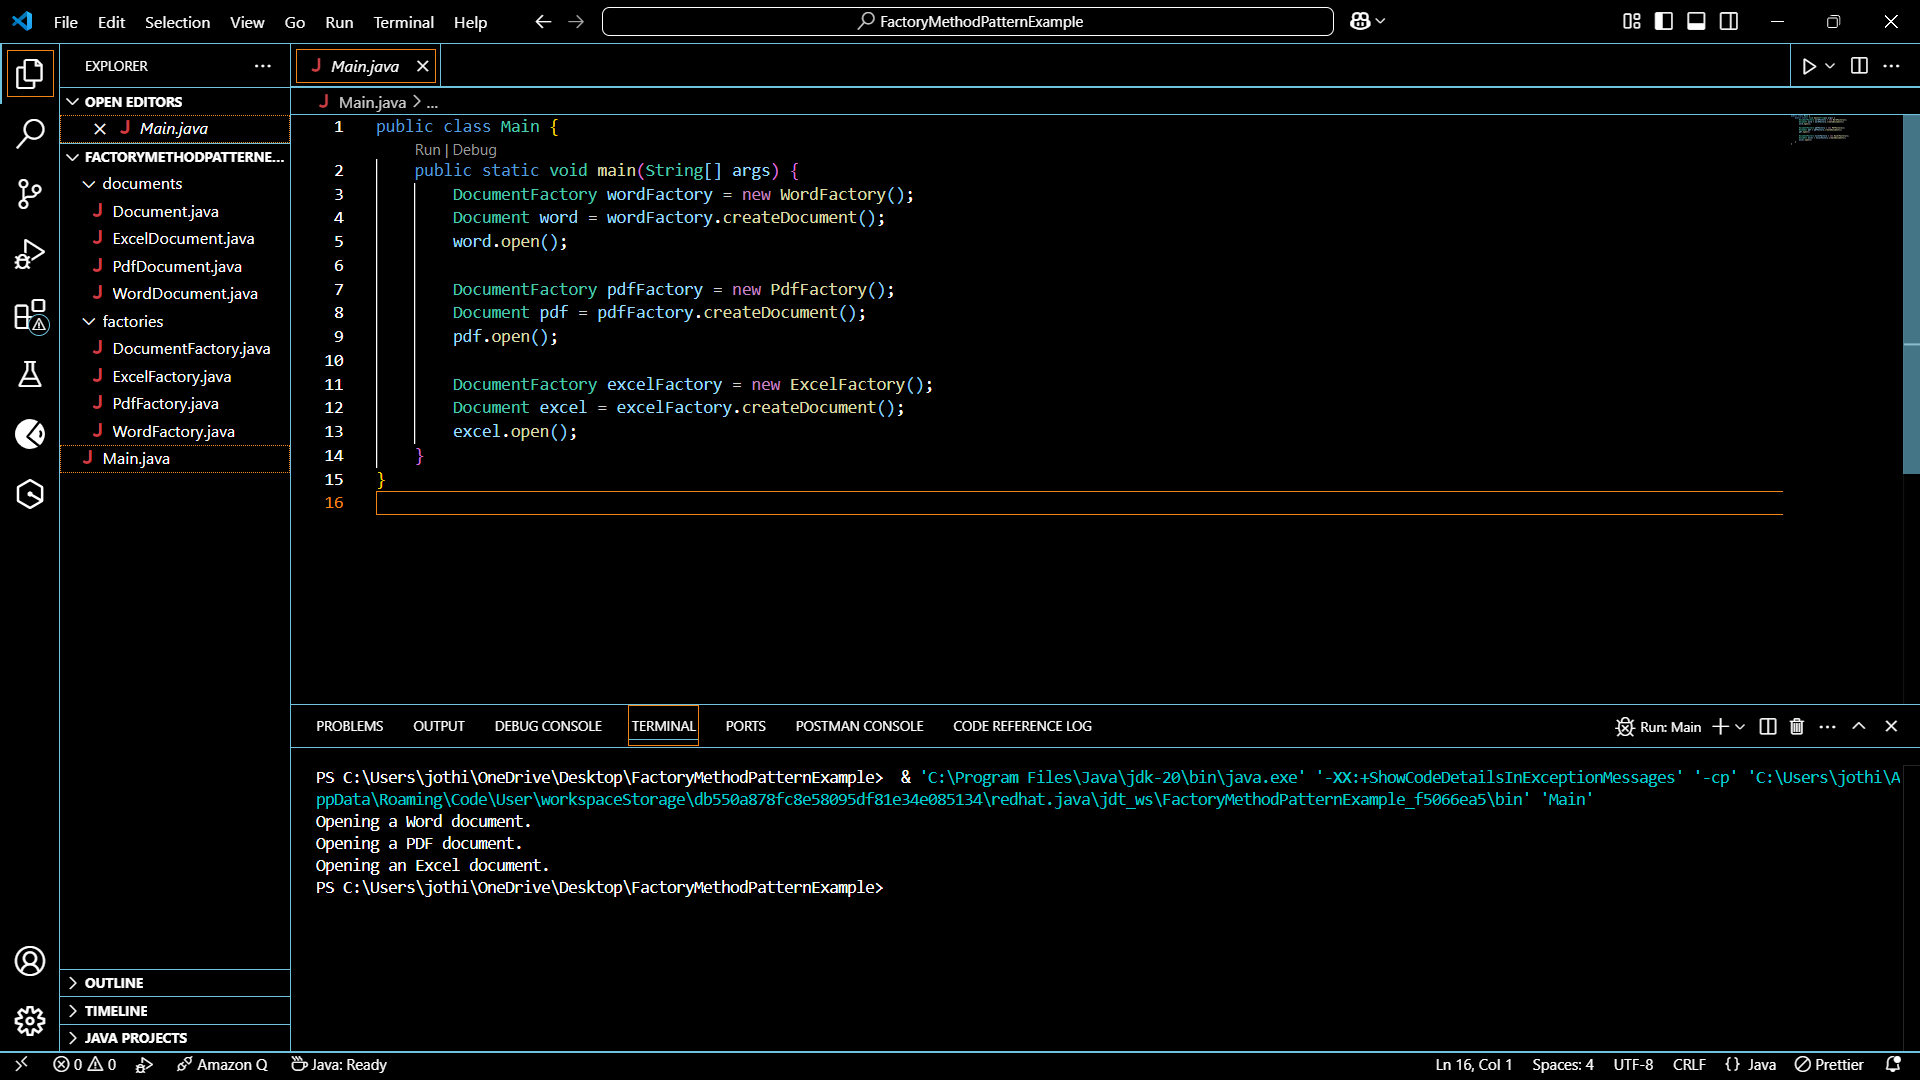 File Edit Selection View Go Run Terminal Help
FactoryMethodPatternExample
EXPLORER
OPEN EDITORS
Main.java
FACTORYMETHODPATTERNE...
documents
Document.java
ExcelDocument.java
PdfDocument.java
WordDocument.java
factories
DocumentFactory.java
ExcelFactory.java
PdfFactory.java
WordFactory.java
Main.java
OUTLINE
TIMELINE
JAVA PROJECTS
Main.java
Main.java > ...
1 public class Main {
Run | Debug
2 public static void main(String[] args) {
3 DocumentFactory wordFactory = new WordFactory();
4 Document word = wordFactory.createDocument();
5 word.open();
6
7 DocumentFactory pdfFactory = new PdfFactory();
8 Document pdf = pdfFactory.createDocument();
9 pdf.open();
10
11 DocumentFactory excelFactory = new ExcelFactory();
12 Document excel = excelFactory.createDocument();
13 excel.open();
14 }
15 }
16
PROBLEMS OUTPUT DEBUG CONSOLE TERMINAL PORTS POSTMAN CONSOLE CODE REFERENCE LOG
Run: Main
PS C:\Users\jothi\OneDrive\Desktop\FactoryMethodPatternExample>  & 'C:\Program Files\Java\jdk-20\bin\java.exe' '-XX:+ShowCodeDetailsInExceptionMessages' '-cp' 'C:\Users\jothi\A
ppData\Roaming\Code\User\workspaceStorage\db550a878fc8e58095df81e34e085134\redhat.java\jdt_ws\FactoryMethodPatternExample_f5066ea5\bin' 'Main'
Opening a Word document.
Opening a PDF document.
Opening an Excel document.
PS C:\Users\jothi\OneDrive\Desktop\FactoryMethodPatternExample>
0 0 Amazon Q Java: Ready
Ln 16, Col 1 Spaces: 4 UTF-8 CRLF {} Java Prettier